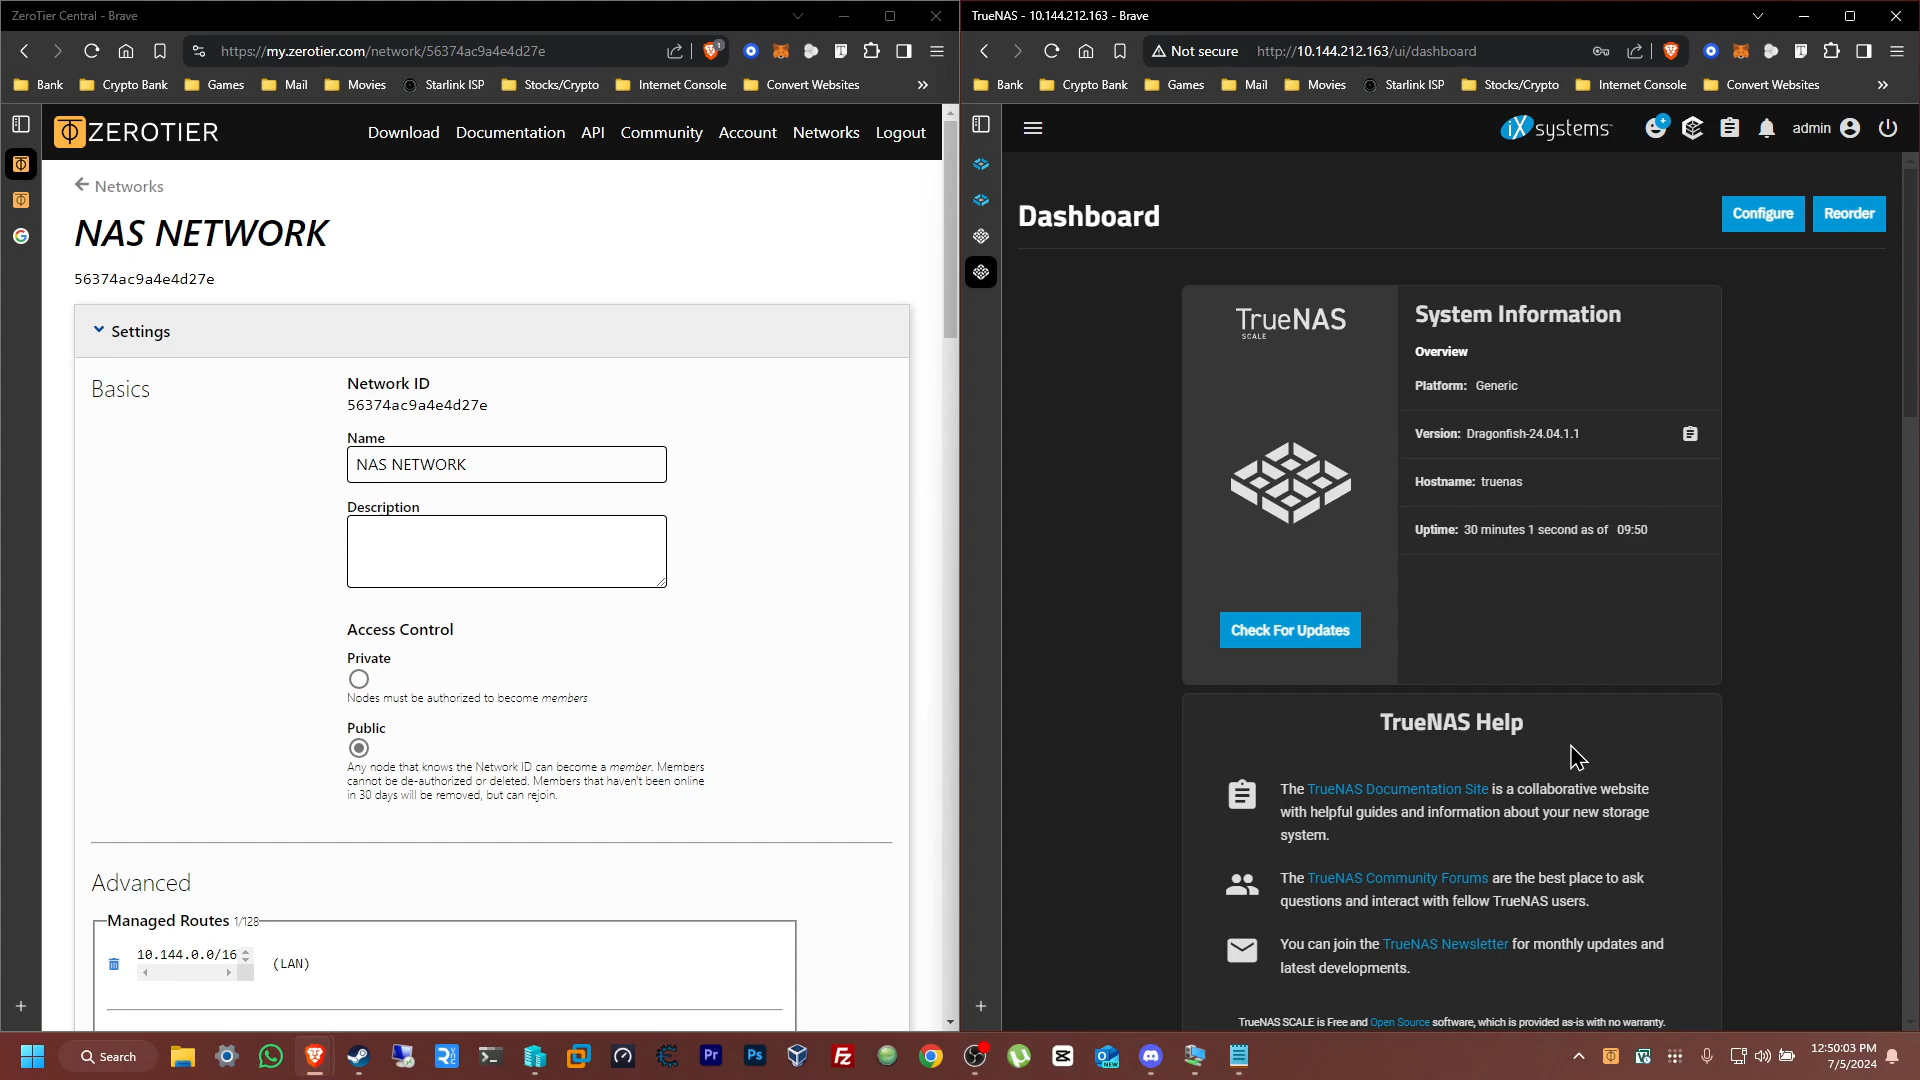 ZeroTier Central - Brave
https://my.zerotier.com/network/56374ac9a4e4d27e
1
Bank
Crypto Bank
Games
Mail
Movies
Starlink ISP
Stocks/Crypto
Internet Console
Convert Websites
»
ZEROTIER
Download
Documentation
API
Community
Account
Networks
Logout
Networks
NAS NETWORK
56374ac9a4e4d27e
Settings
Basics
Network ID
56374ac9a4e4d27e
Name
NAS NETWORK
Description
Access Control
Private
Nodes must be authorized to become members
Public
Any node that knows the Network ID can become a member. Members
cannot be de-authorized or deleted. Members that haven't been online
in 30 days will be removed, but can rejoin.
Advanced
Managed Routes 1/128
10.144.0.0/16
(LAN)
TrueNAS - 10.144.212.163 - Brave
Not secure
http://10.144.212.163/ui/dashboard
Bank
Crypto Bank
Games
Mail
Movies
Starlink ISP
Stocks/Crypto
Internet Console
Convert Websites
»
iXsystems
admin
Dashboard
Configure
Reorder
TrueNAS
SCALE
Check For Updates
System Information
Overview
Platform: Generic
Version: Dragonfish-24.04.1.1
Hostname: truenas
Uptime: 30 minutes 1 second as of 09:50
TrueNAS Help
The TrueNAS Documentation Site is a collaborative website
with helpful guides and information about your new storage
system.
The TrueNAS Community Forums are the best place to ask
questions and interact with fellow TrueNAS users.
You can join the TrueNAS Newsletter for monthly updates and
latest developments.
TrueNAS SCALE is Free and Open Source software, which is provided as-is with no warranty.
Search
Pr
Ps
NEW
12:50:03 PM
7/5/2024